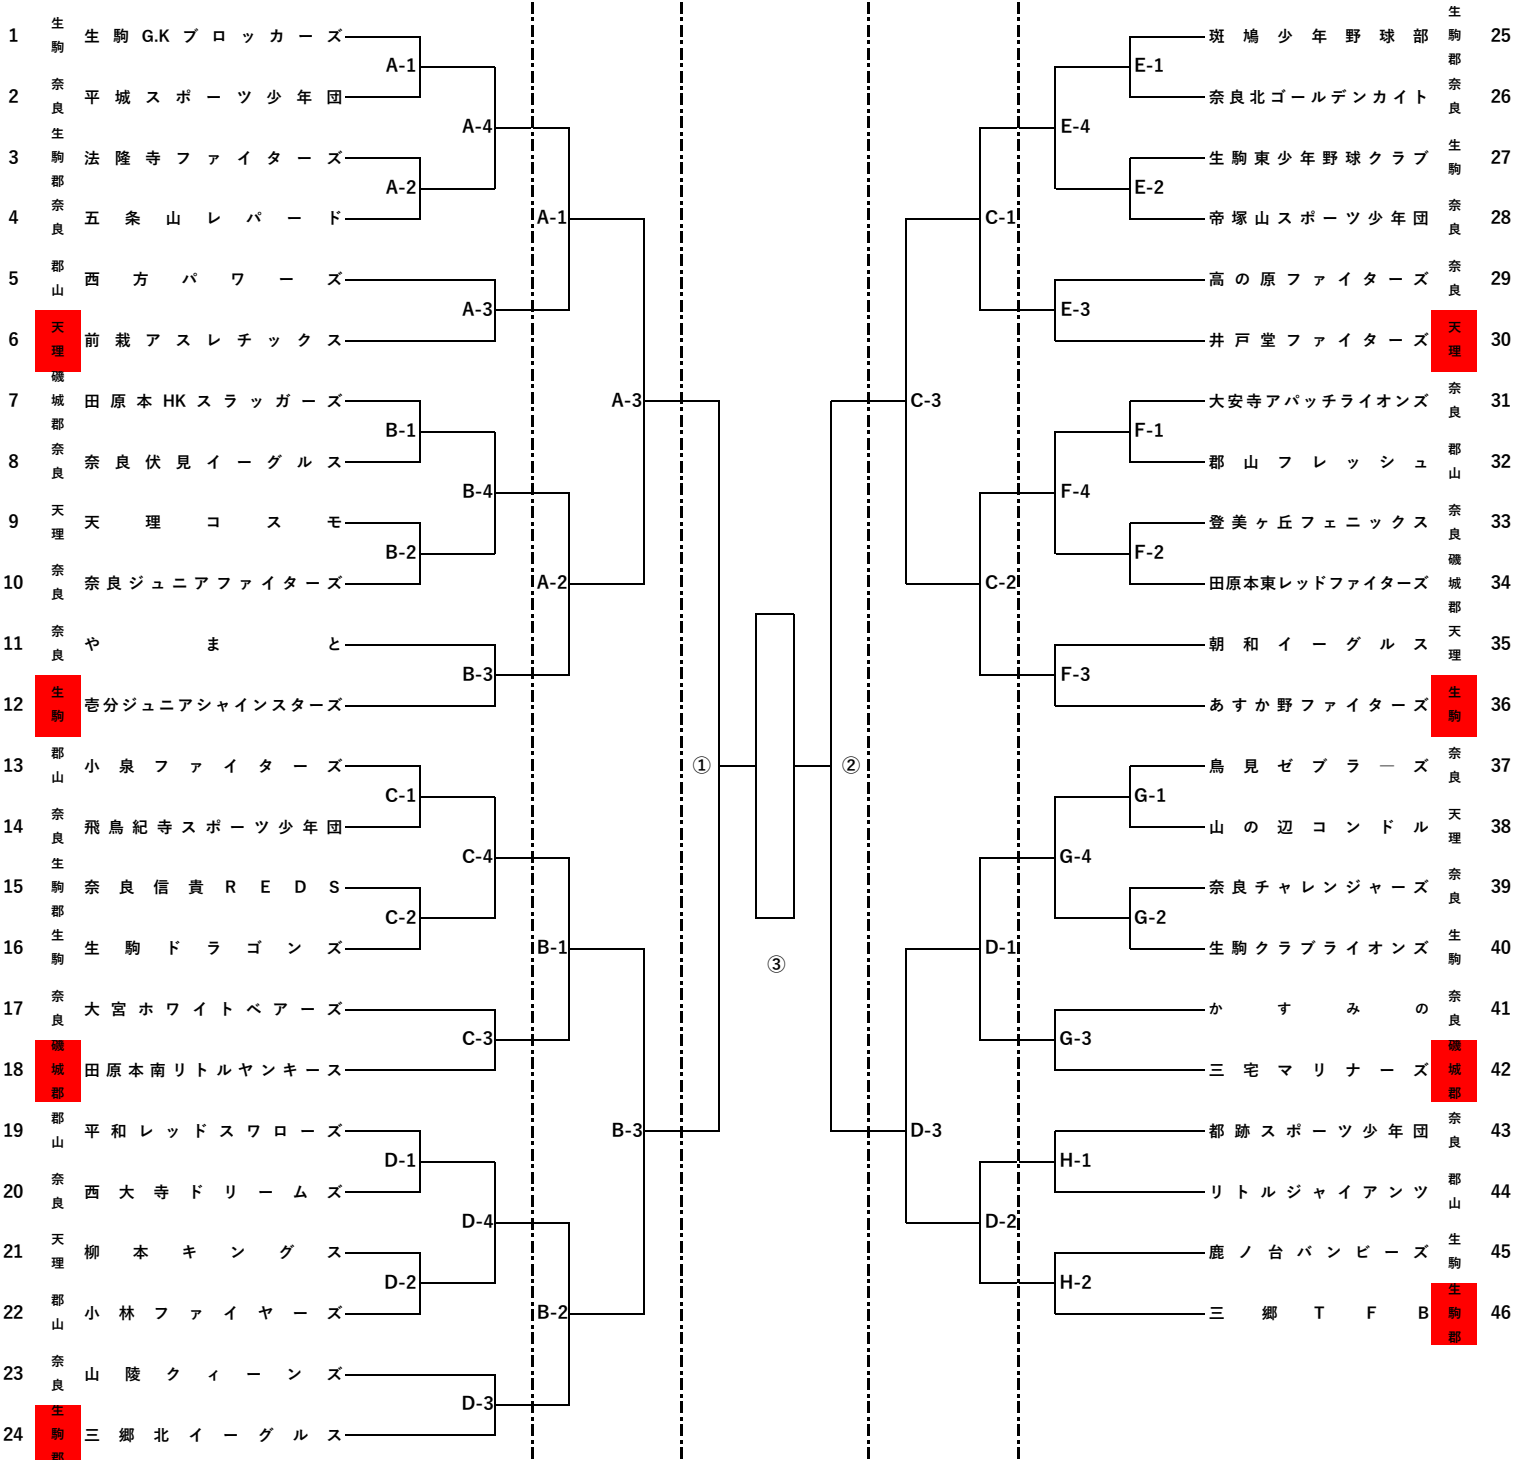 1 生駒 生駒G.Kブロッカーズ
A-1
2 奈良 平城スポーツ少年団
A-4
3 生駒郡 法隆寺ファイターズ
A-2
4 奈良 五条山レパード
A-1
5 郡山 西方パワーズ
A-3
6 天理 前栽アスレチックス
A-3
7 磯城郡 田原本HKスラッガーズ
B-1
8 奈良 奈良伏見イーグルス
B-4
9 天理 天理コスモ
B-2
10 奈良 奈良ジュニアファイターズ
A-2
11 奈良 やまと
B-3
12 生駒 壱分ジュニアシャインスターズ
①
13 郡山 小泉ファイターズ
C-1
14 奈良 飛鳥紀寺スポーツ少年団
C-4
15 生駒郡 奈良信貴REDS
C-2
16 生駒 生駒ドラゴンズ
B-1
17 奈良 大宮ホワイトベアーズ
C-3
18 磯城郡 田原本南リトルヤンキース
B-3
19 郡山 平和レッドスワローズ
D-1
20 奈良 西大寺ドリームズ
D-4
21 天理 柳本キングス
D-2
22 郡山 小林ファイヤーズ
B-2
23 奈良 山陵クィーンズ
D-3
24 生駒郡 三郷北イーグルス
③
斑鳩少年野球部 生駒郡 25
E-1
奈良北ゴールデンカイト 奈良 26
E-4
生駒東少年野球クラブ 生駒 27
E-2
帝塚山スポーツ少年団 奈良 28
C-1
高の原ファイターズ 奈良 29
E-3
井戸堂ファイターズ 天理 30
C-3
大安寺アパッチライオンズ 奈良 31
F-1
郡山フレッシュ 郡山 32
F-4
登美ヶ丘フェニックス 奈良 33
F-2
田原本東レッドファイターズ 磯城郡 34
C-2
朝和イーグルス 天理 35
F-3
あすか野ファイターズ 生駒 36
②
鳥見ゼブラ―ズ 奈良 37
G-1
山の辺コンドル 天理 38
G-4
奈良チャレンジャーズ 奈良 39
G-2
生駒クラブライオンズ 生駒 40
D-1
かすみの 奈良 41
G-3
三宅マリナーズ 磯城郡 42
D-3
都跡スポーツ少年団 奈良 43
H-1
リトルジャイアンツ 郡山 44
D-2
鹿ノ台バンビーズ 生駒 45
H-2
三郷TFB 生駒郡 46